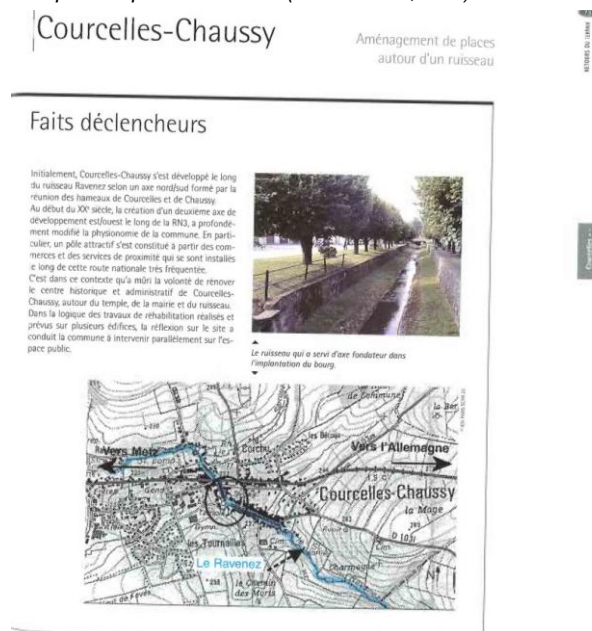 Courcelles-Chaussy
Aménagement de places
autour d'un ruisseau
Faits déclencheurs
Initialement, Courcelles-Chaussy s'est développé le long
du ruisseau Ravenez selon un axe nord/sud formé par la
réunion des hameaux de Courcelles et de Chaussy.
Au début du XXe siècle, la création d'un deuxième axe de
développement est/ouest le long de la RN3, a profondé-
ment modifié la physionomie de la commune. En parti-
culier, un pôle attractif s'est constitué à partir des com-
merces et des services de proximité qui se sont installés
le long de cette route nationale très fréquentée.
C'est dans ce contexte qu'a mûri la volonté de rénover
le centre historique et administratif de Courcelles-
Chaussy, autour du temple, de la mairie et du ruisseau.
Dans la logique des travaux de réhabilitation réalisés et
prévus sur plusieurs édifices, la réflexion sur le site a
conduit la commune à intervenir parallèlement sur l'es-
pace public.
Le ruisseau qui a servi d'axe fondateur dans
l'implantation du bourg.
Vers Metz
Vers l'Allemagne
les Bérou
Courcelles-Chaussy
la Mage
les Tournailles
Le Ravenez
le Chemin
des Morts
D 103